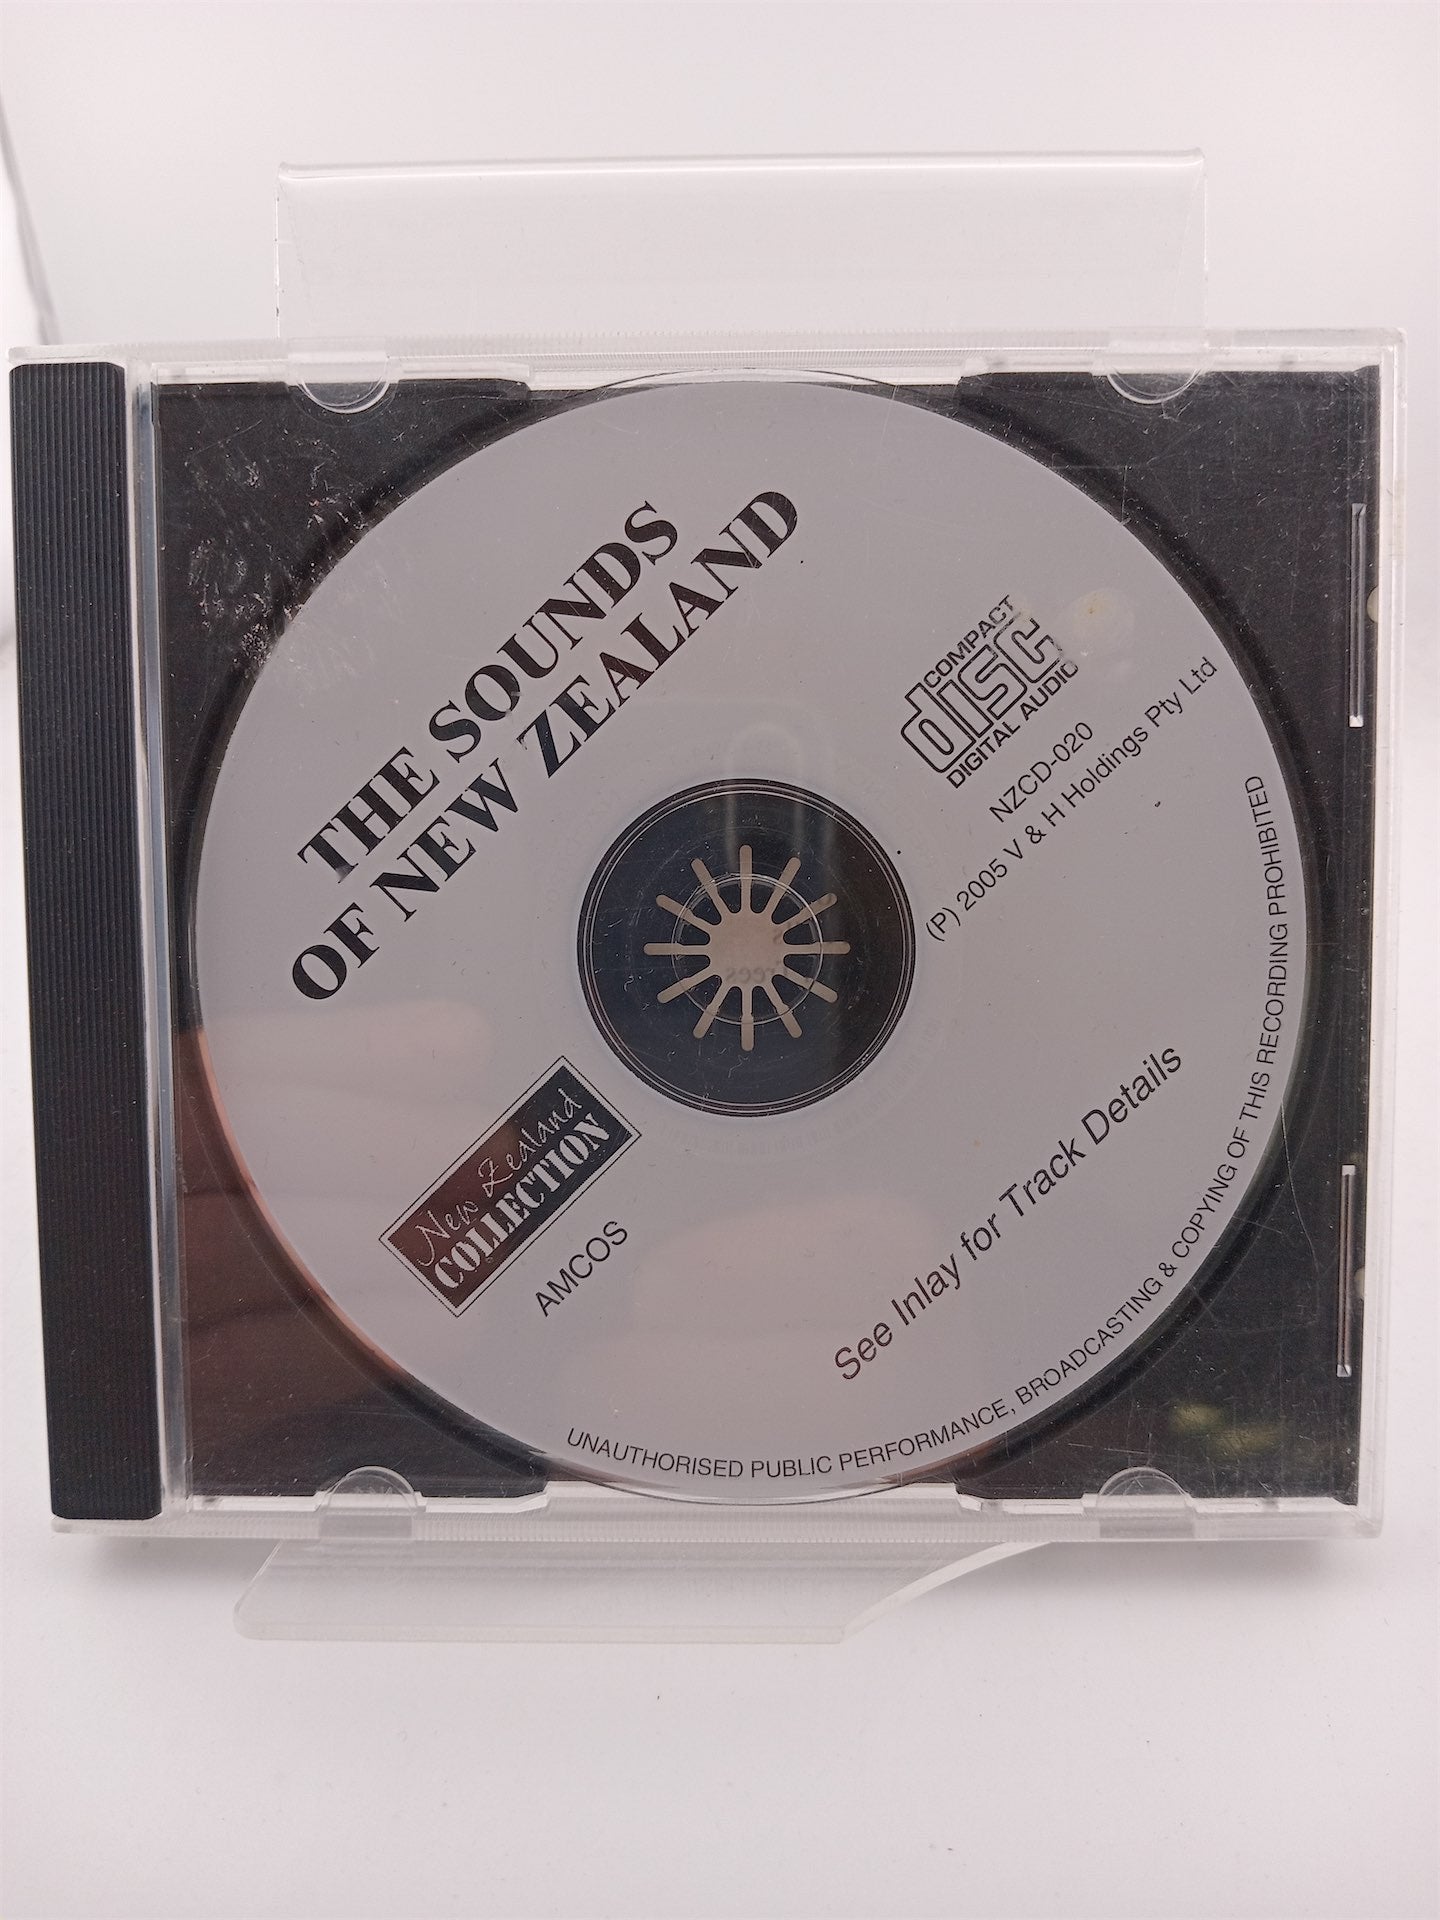 THE SOUNDS
OF NEW ZEALAND
COMPACT
disc
DIGITAL AUDIO
NZCD-020
(P) 2005 V & H Holdings Pty Ltd
New Zealand
COLLECTION
AMCOS
See Inlay for Track Details
UNAUTHORISED PUBLIC PERFORMANCE, BROADCASTING & COPYING OF THIS RECORDING PROHIBITED